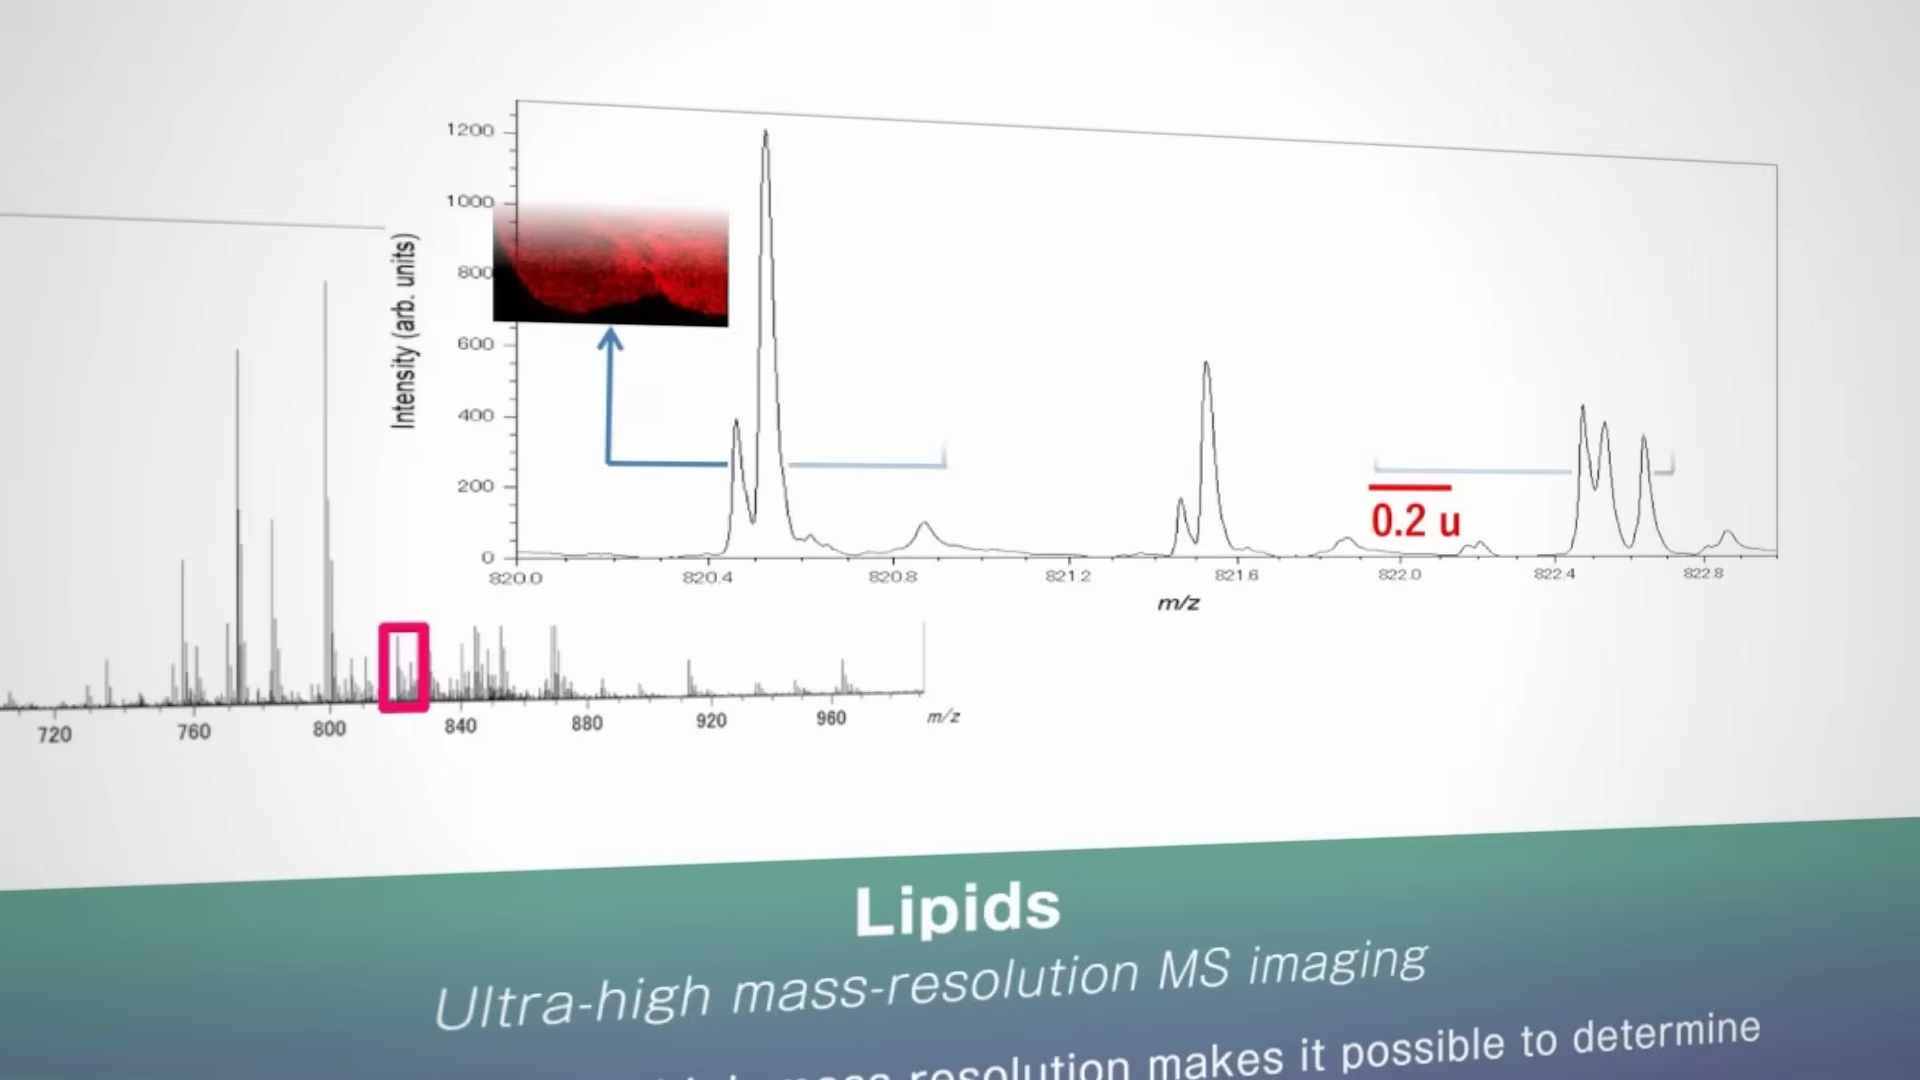 1200
1000
800
600
400
200
0
Intensity (arb. units)
0.2 u
820.0 820.4 820.8 821.2 821.6 822.0 822.4 822.8
m/z
720 760 800 840 880 920 960 m/z
Lipids
Ultra-high mass-resolution MS imaging
mass resolution makes it possible to determine